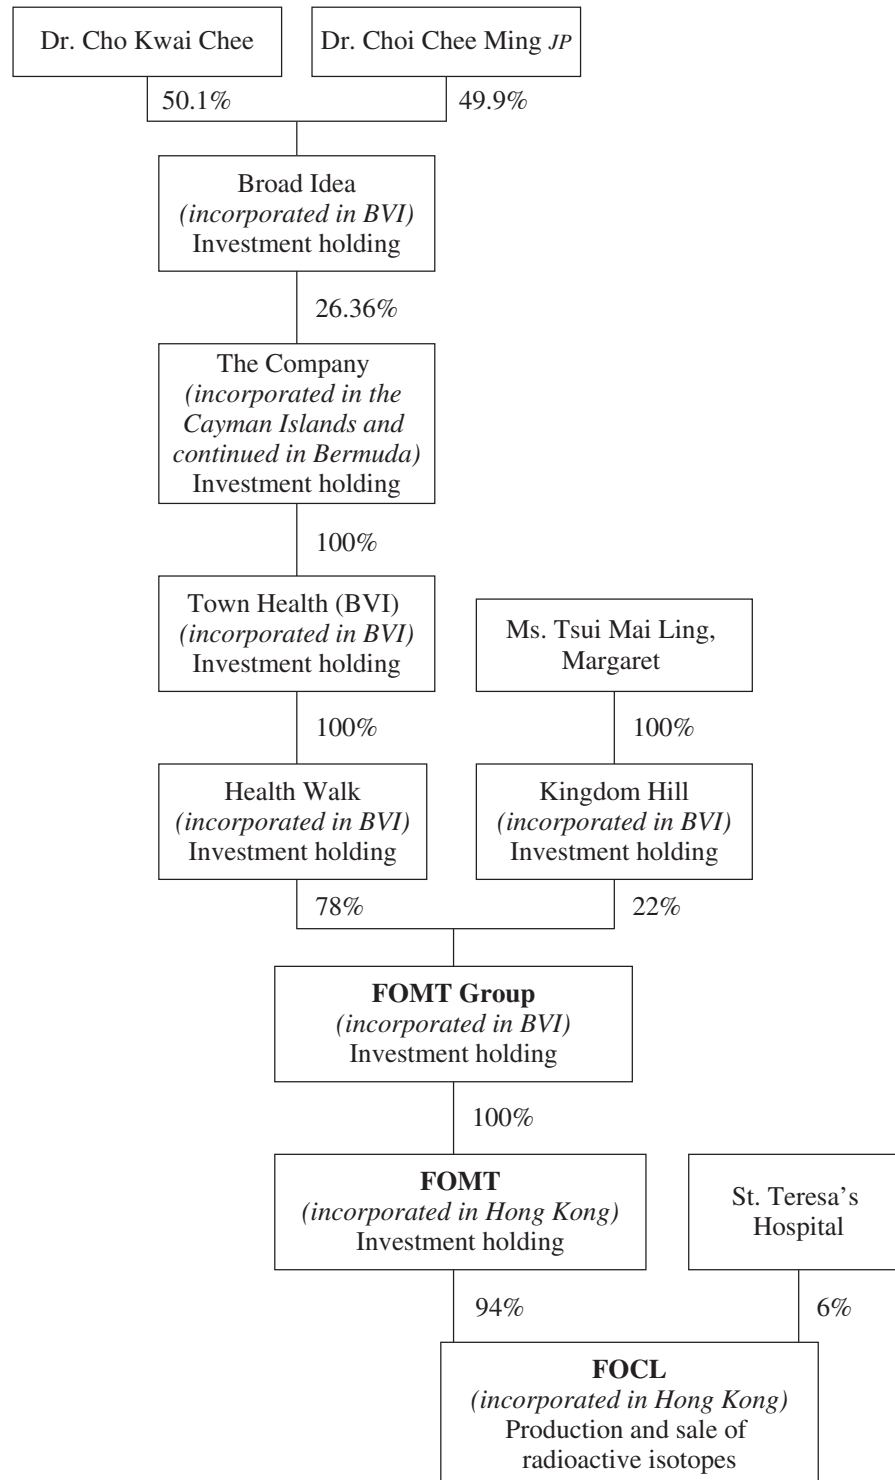 Dr. Cho Kwai Chee
Dr. Choi Chee Ming JP
50.1%
49.9%
Broad Idea
(incorporated in BVI)
Investment holding
26.36%
The Company
(incorporated in the
Cayman Islands and
continued in Bermuda)
Investment holding
100%
Town Health (BVI)
(incorporated in BVI)
Investment holding
Ms. Tsui Mai Ling,
Margaret
100%
100%
Health Walk
(incorporated in BVI)
Investment holding
Kingdom Hill
(incorporated in BVI)
Investment holding
78%
22%
FOMT Group
(incorporated in BVI)
Investment holding
100%
FOMT
(incorporated in Hong Kong)
Investment holding
St. Teresa’s
Hospital
94%
6%
FOCL
(incorporated in Hong Kong)
Production and sale of
radioactive isotopes